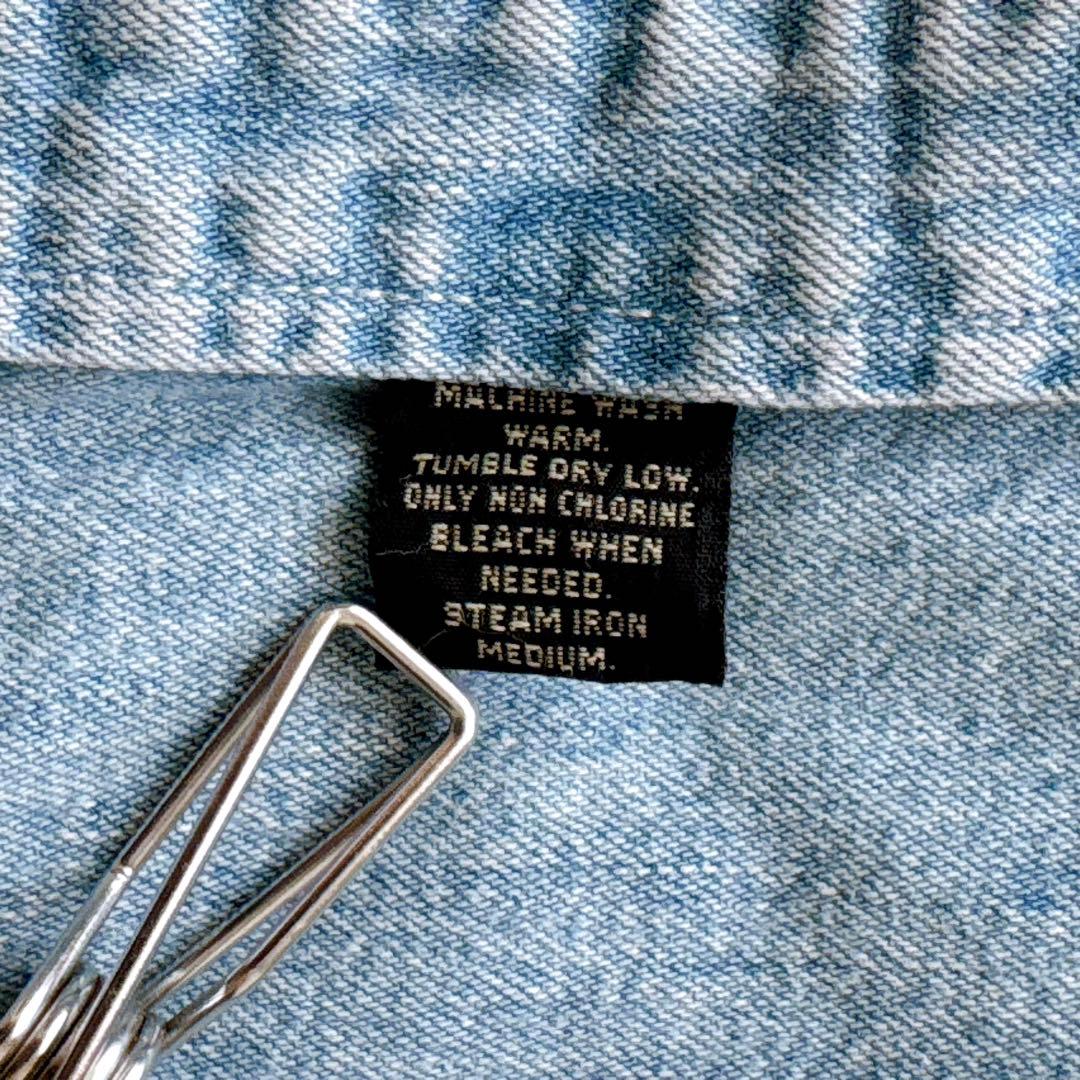 MACHINE WASH
WARM.
TUMBLE DRY LOW.
ONLY NON CHLORINE
BLEACH WHEN
NEEDED.
STEAM IRON
MEDIUM.